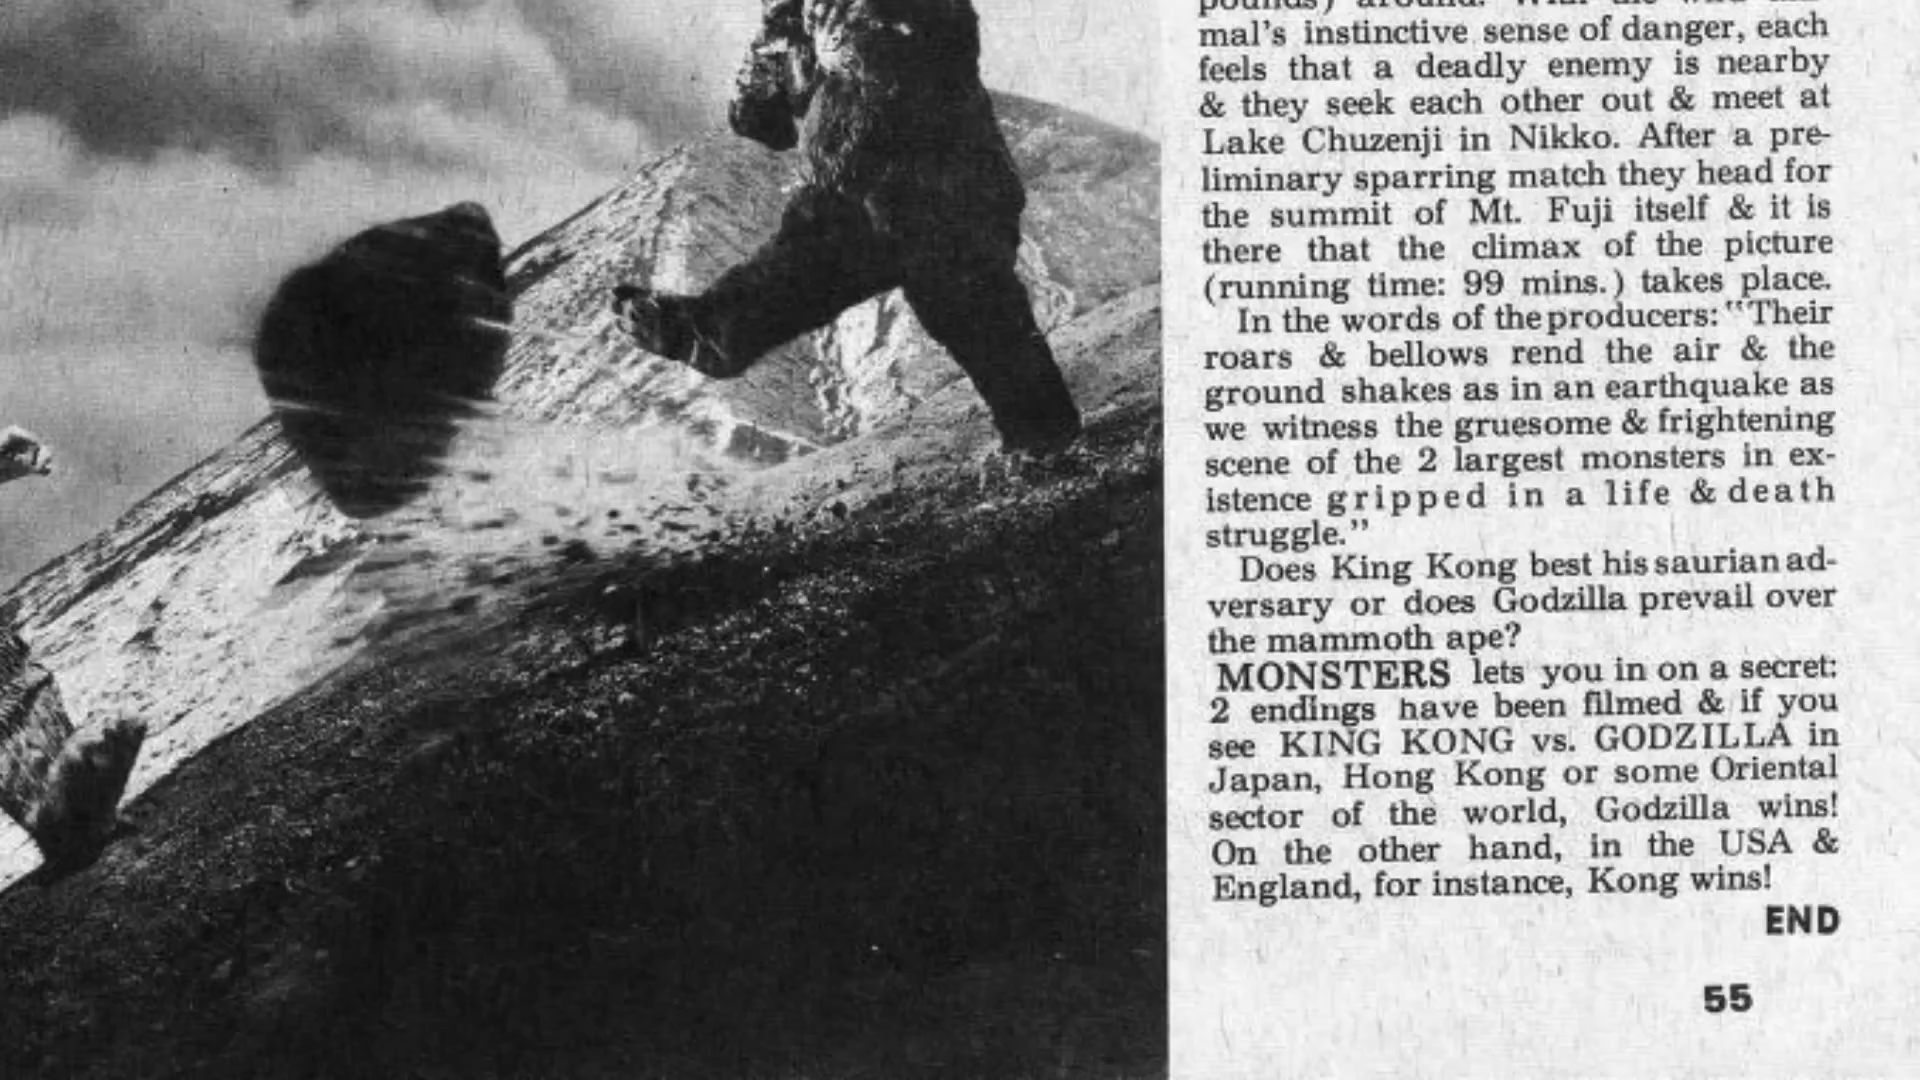 pounds) around. With the wild ani-
mal's instinctive sense of danger, each
feels that a deadly enemy is nearby
& they seek each other out & meet at
Lake Chuzenji in Nikko. After a pre-
liminary sparring match they head for
the summit of Mt. Fuji itself & it is
there that the climax of the picture
(running time: 99 mins.) takes place.
In the words of the producers: "Their
roars & bellows rend the air & the
ground shakes as in an earthquake as
we witness the gruesome & frightening
scene of the 2 largest monsters in ex-
istence gripped in a life & death
struggle."
Does King Kong best his saurian ad-
versary or does Godzilla prevail over
the mammoth ape?
MONSTERS lets you in on a secret:
2 endings have been filmed & if you
see KING KONG vs. GODZILLA in
Japan, Hong Kong or some Oriental
sector of the world, Godzilla wins!
On the other hand, in the USA &
England, for instance, Kong wins!
END
55